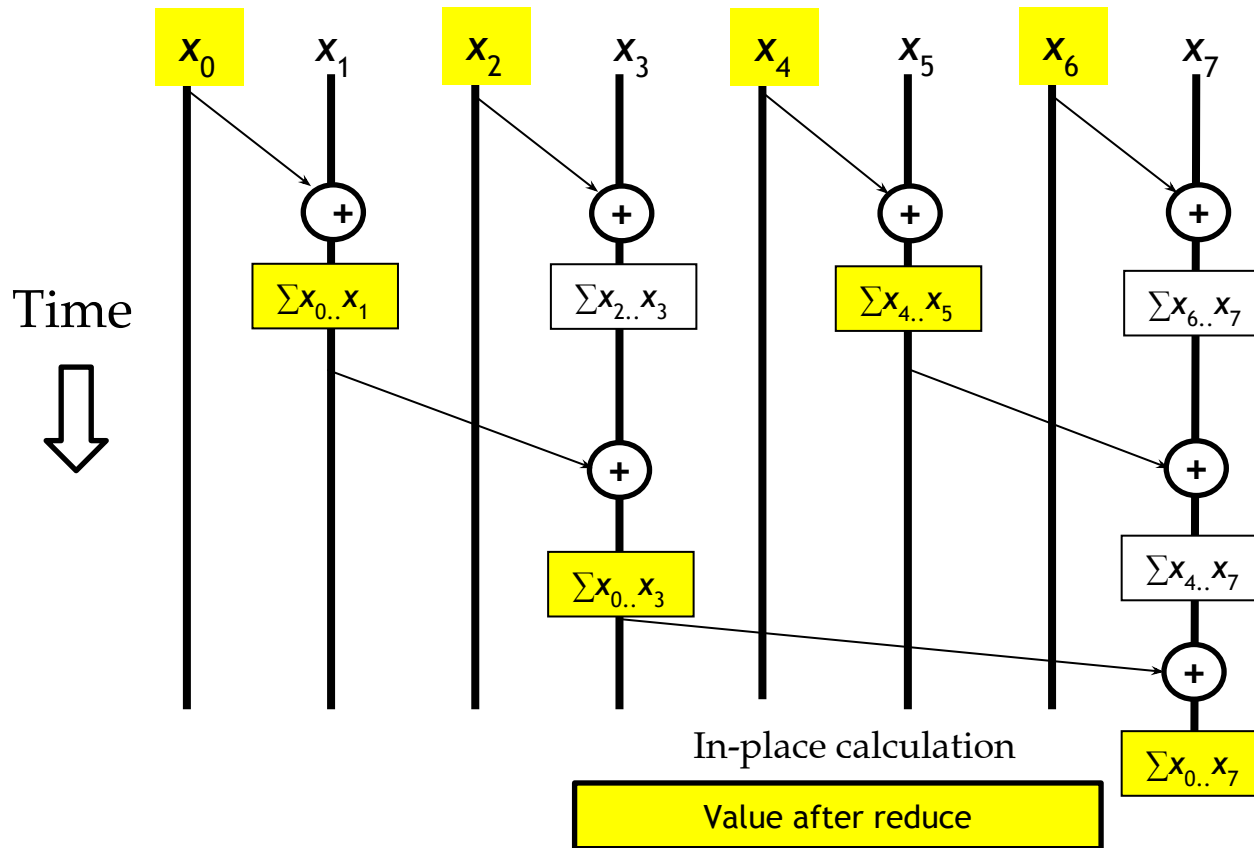 x0 x1 x2 x3 x4 x5 x6 x7
+ + + +
∑x0..x1 ∑x2..x3 ∑x4..x5 ∑x6..x7
Time
+ +
∑x4..x7
∑x0..x3
+
In-place calculation
∑x0..x7
Value after reduce